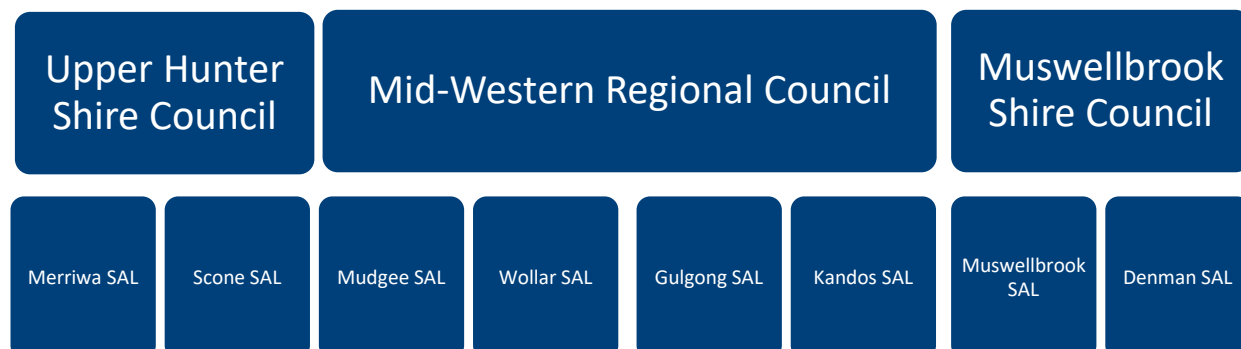 Upper Hunter
Shire Council
Mid-Western Regional Council
Muswellbrook
Shire Council
Merriwa SAL
Scone SAL
Mudgee SAL
Wollar SAL
Gulgong SAL
Kandos SAL
Muswellbrook
SAL
Denman SAL